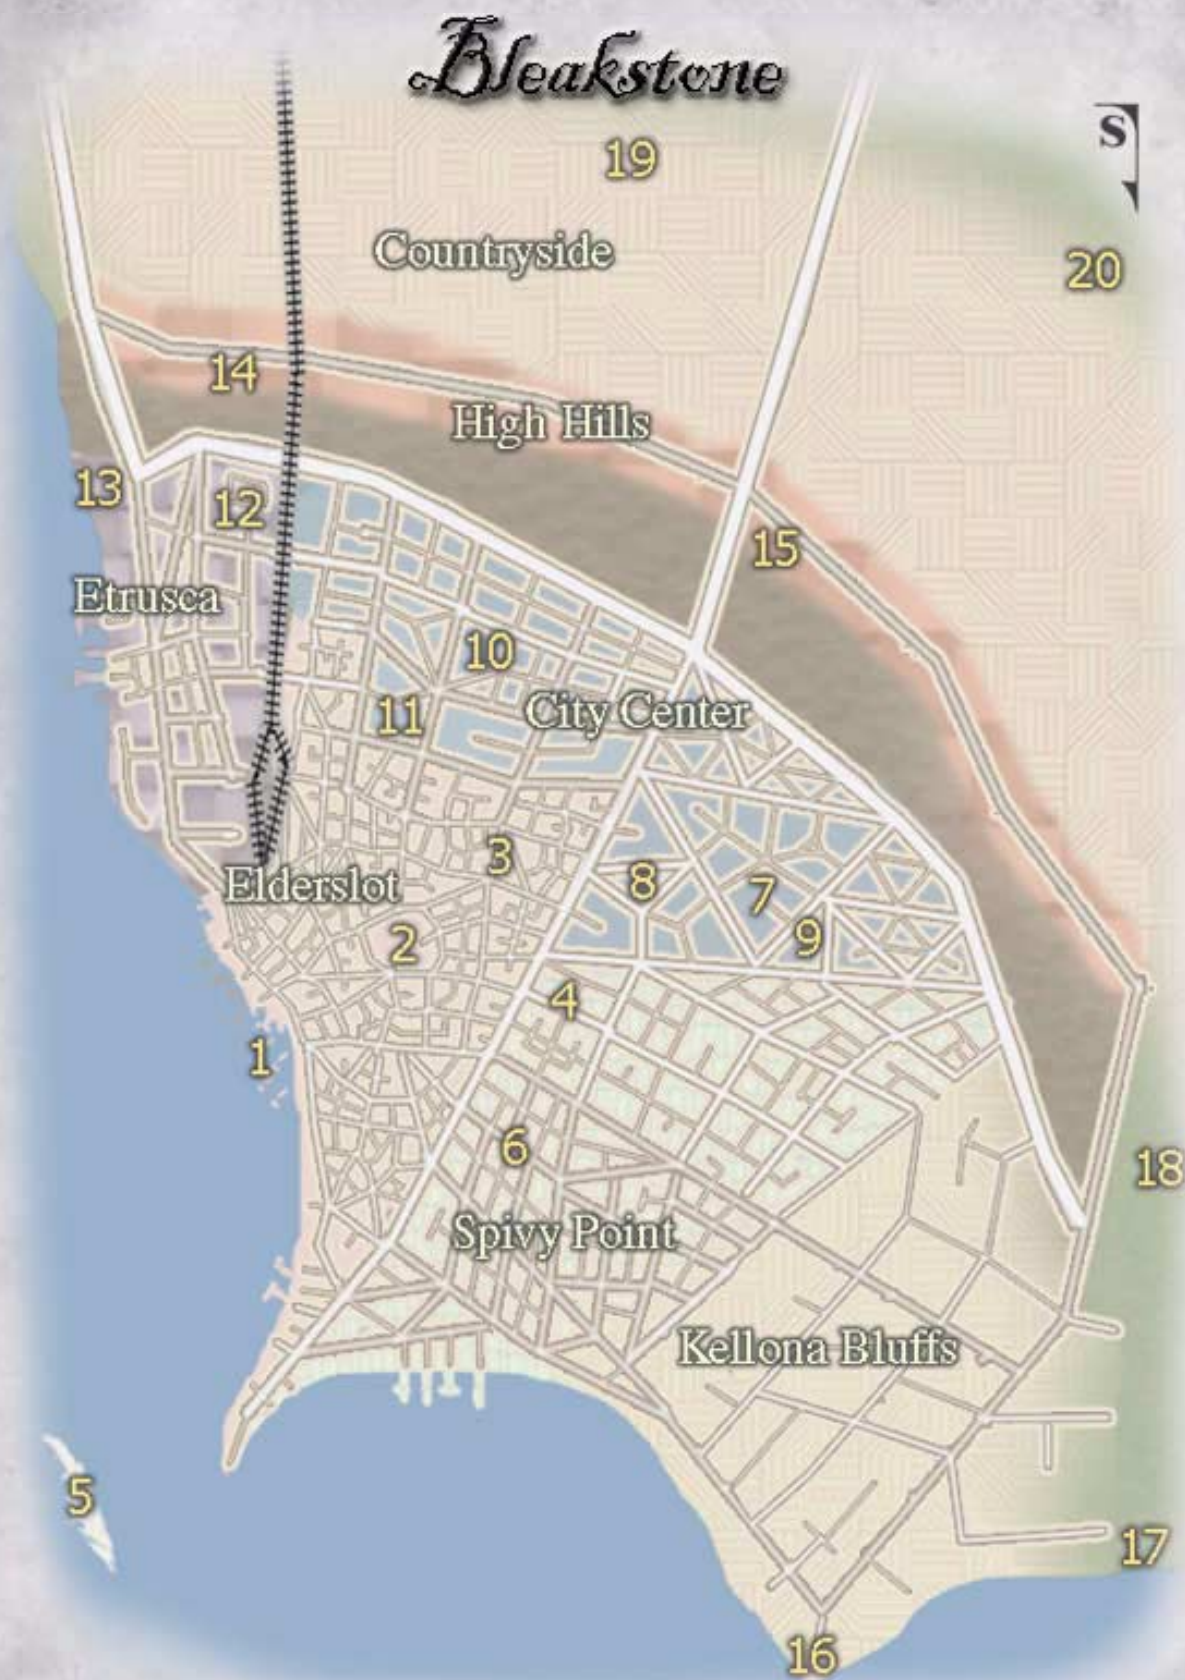 Bleakstone
S
19
Countryside
20
14
High Hills
13
12
15
Etrusca
10
11
City Center
3
8
7
Elderslot
2
9
4
1
6
18
Spivy Point
Kellona Bluffs
5
17
16